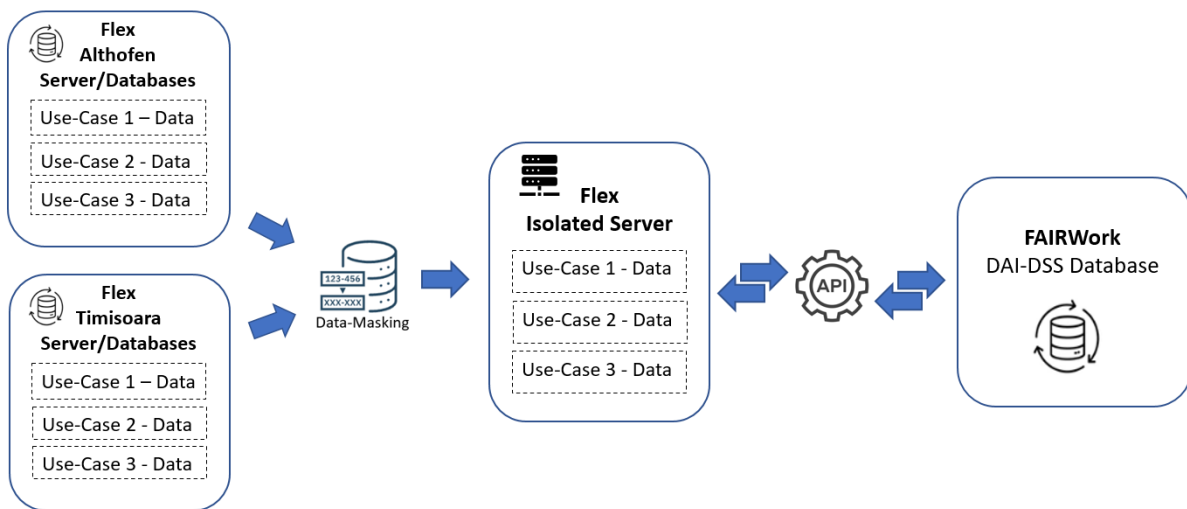 Flex
Althofen
Server/Databases
Use-Case 1 – Data
Use-Case 2 - Data
Use-Case 3 - Data
Flex
Timisoara
Server/Databases
Use-Case 1 – Data
Use-Case 2 - Data
Use-Case 3 - Data
123-456
XXX-XXX
Data-Masking
Flex
Isolated Server
Use-Case 1 - Data
Use-Case 2 - Data
Use-Case 3 - Data
API
FAIRWork
DAI-DSS Database